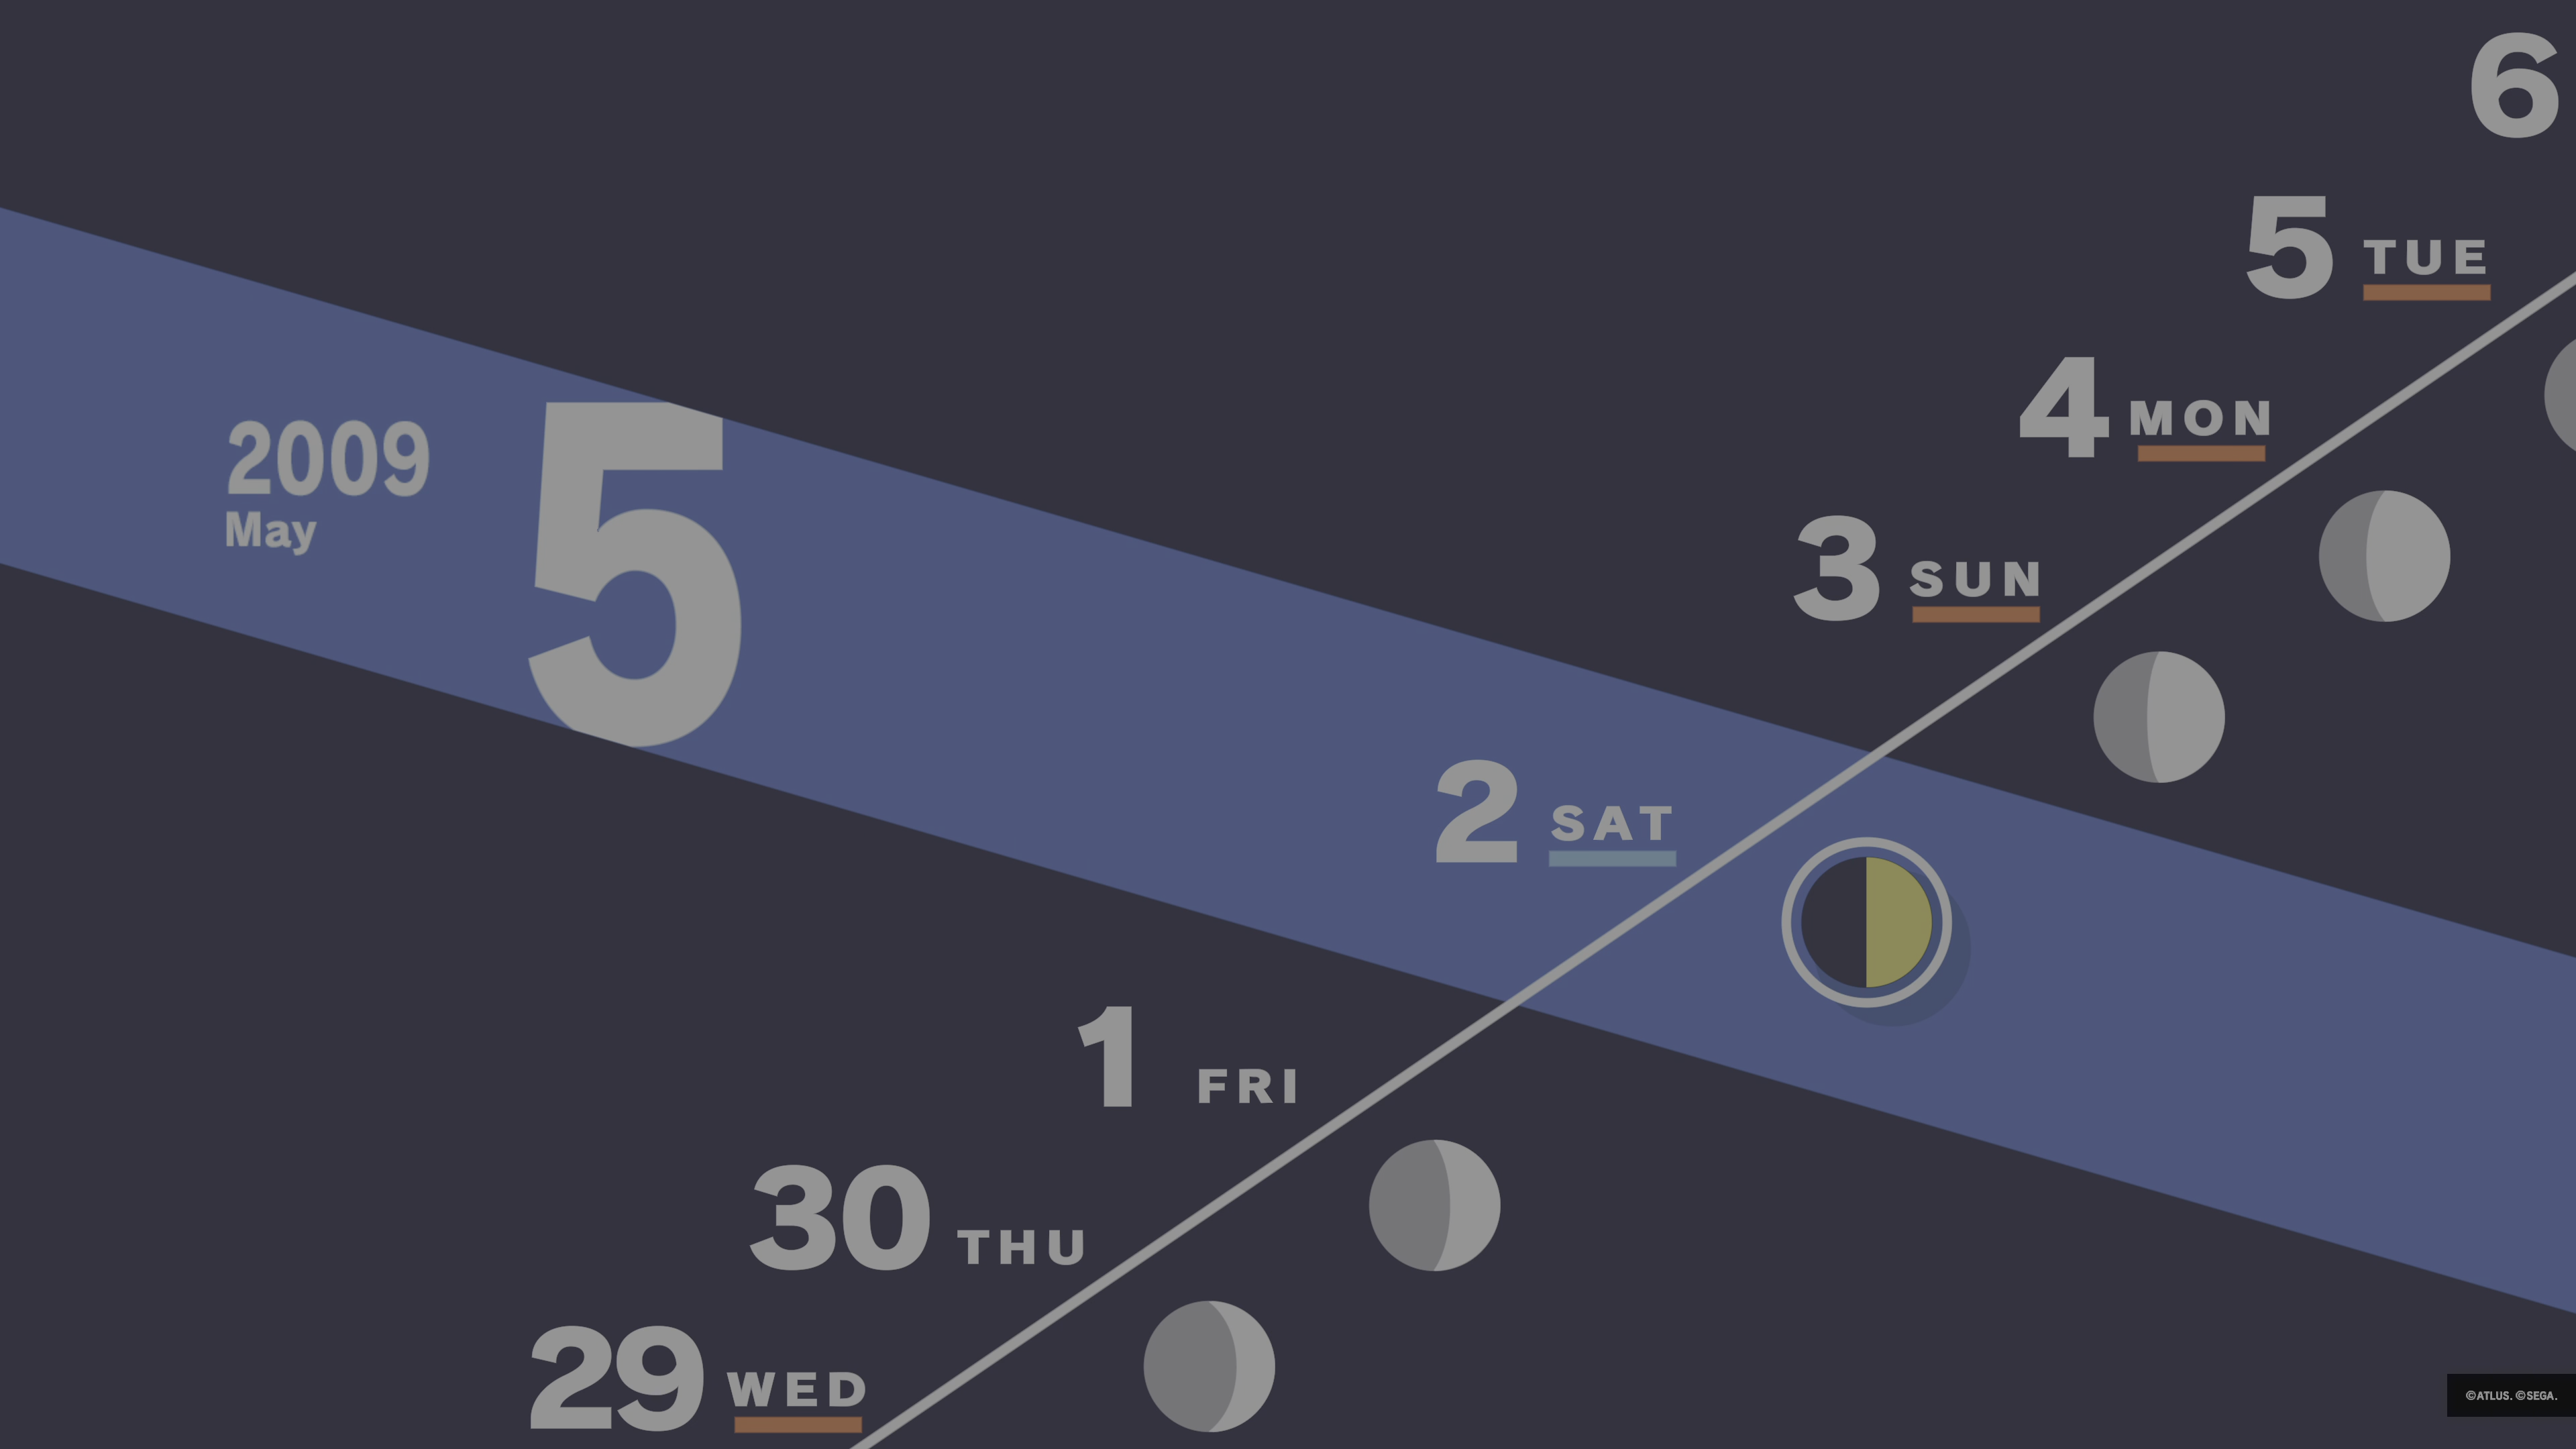 6
5 TUE
4 MON
3 SUN
2009
May
5
2 SAT
1 FRI
30 THU
29 WED
©ATLUS. ©SEGA.